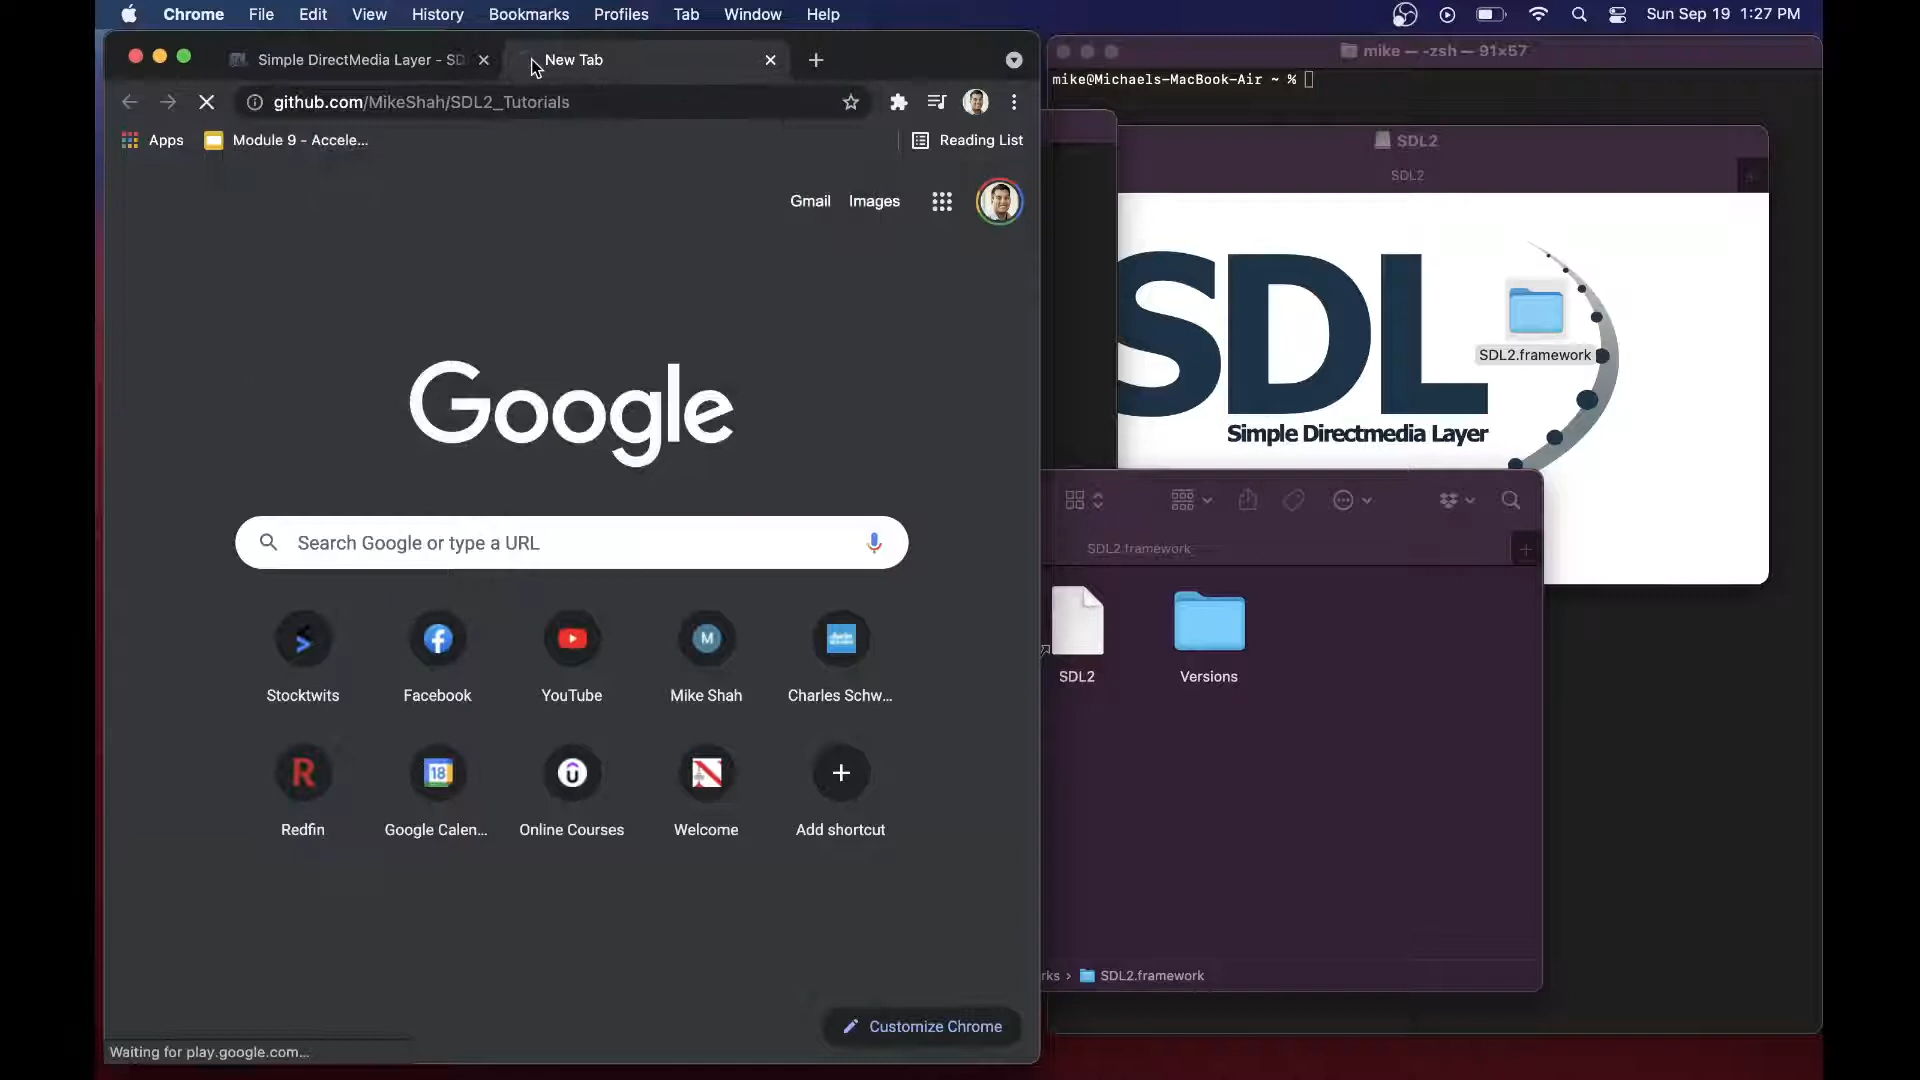 Chrome File Edit View History Bookmarks Profiles Tab Window Help
Sun Sep 19 1:27 PM
Simple DirectMedia Layer - SD
New Tab
github.com/MikeShah/SDL2_Tutorials
Apps
Module 9 - Accele...
Reading List
Gmail Images
Google
Search Google or type a URL
Stocktwits
Facebook
YouTube
M
Mike Shah
Charles Schw...
R
Redfin
18
Google Calen...
Online Courses
Welcome
Add shortcut
Customize Chrome
Waiting for play.google.com...
mike — -zsh — 91×57
mike@Michaels-MacBook-Air ~ %
SDL2
SDL2
SDL
Simple Directmedia Layer
SDL2.framework
SDL2.framework
SDL2
Versions
rks › SDL2.framework